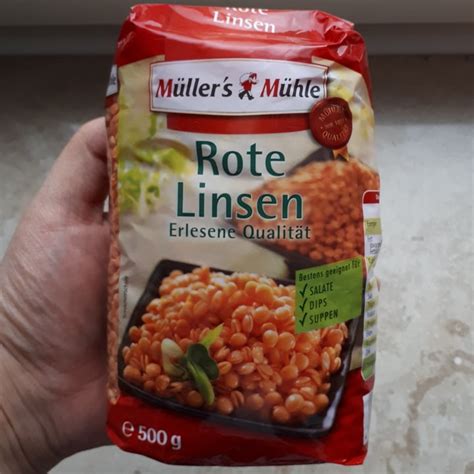 Rote
Linsen
Müller's Mühle
Rote
Linsen
Erlesene Qualität
Bestens geeignet für
✓ SALATE
✓ DIPS
✓ SUPPEN
℮ 500 g